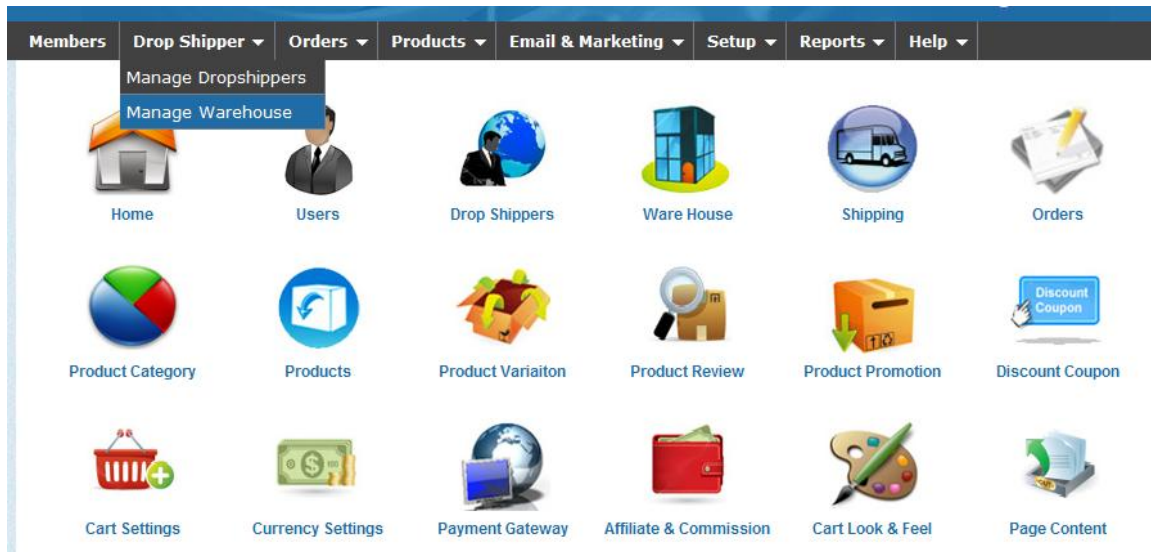 Members Drop Shipper Orders Products Email & Marketing Setup Reports Help
Manage Dropshippers
Manage Warehouse
Home Users Drop Shippers Ware House Shipping Orders
Discount
Coupon
Product Category Products Product Variaiton Product Review Product Promotion Discount Coupon
Cart Settings Currency Settings Payment Gateway Affiliate & Commission Cart Look & Feel Page Content